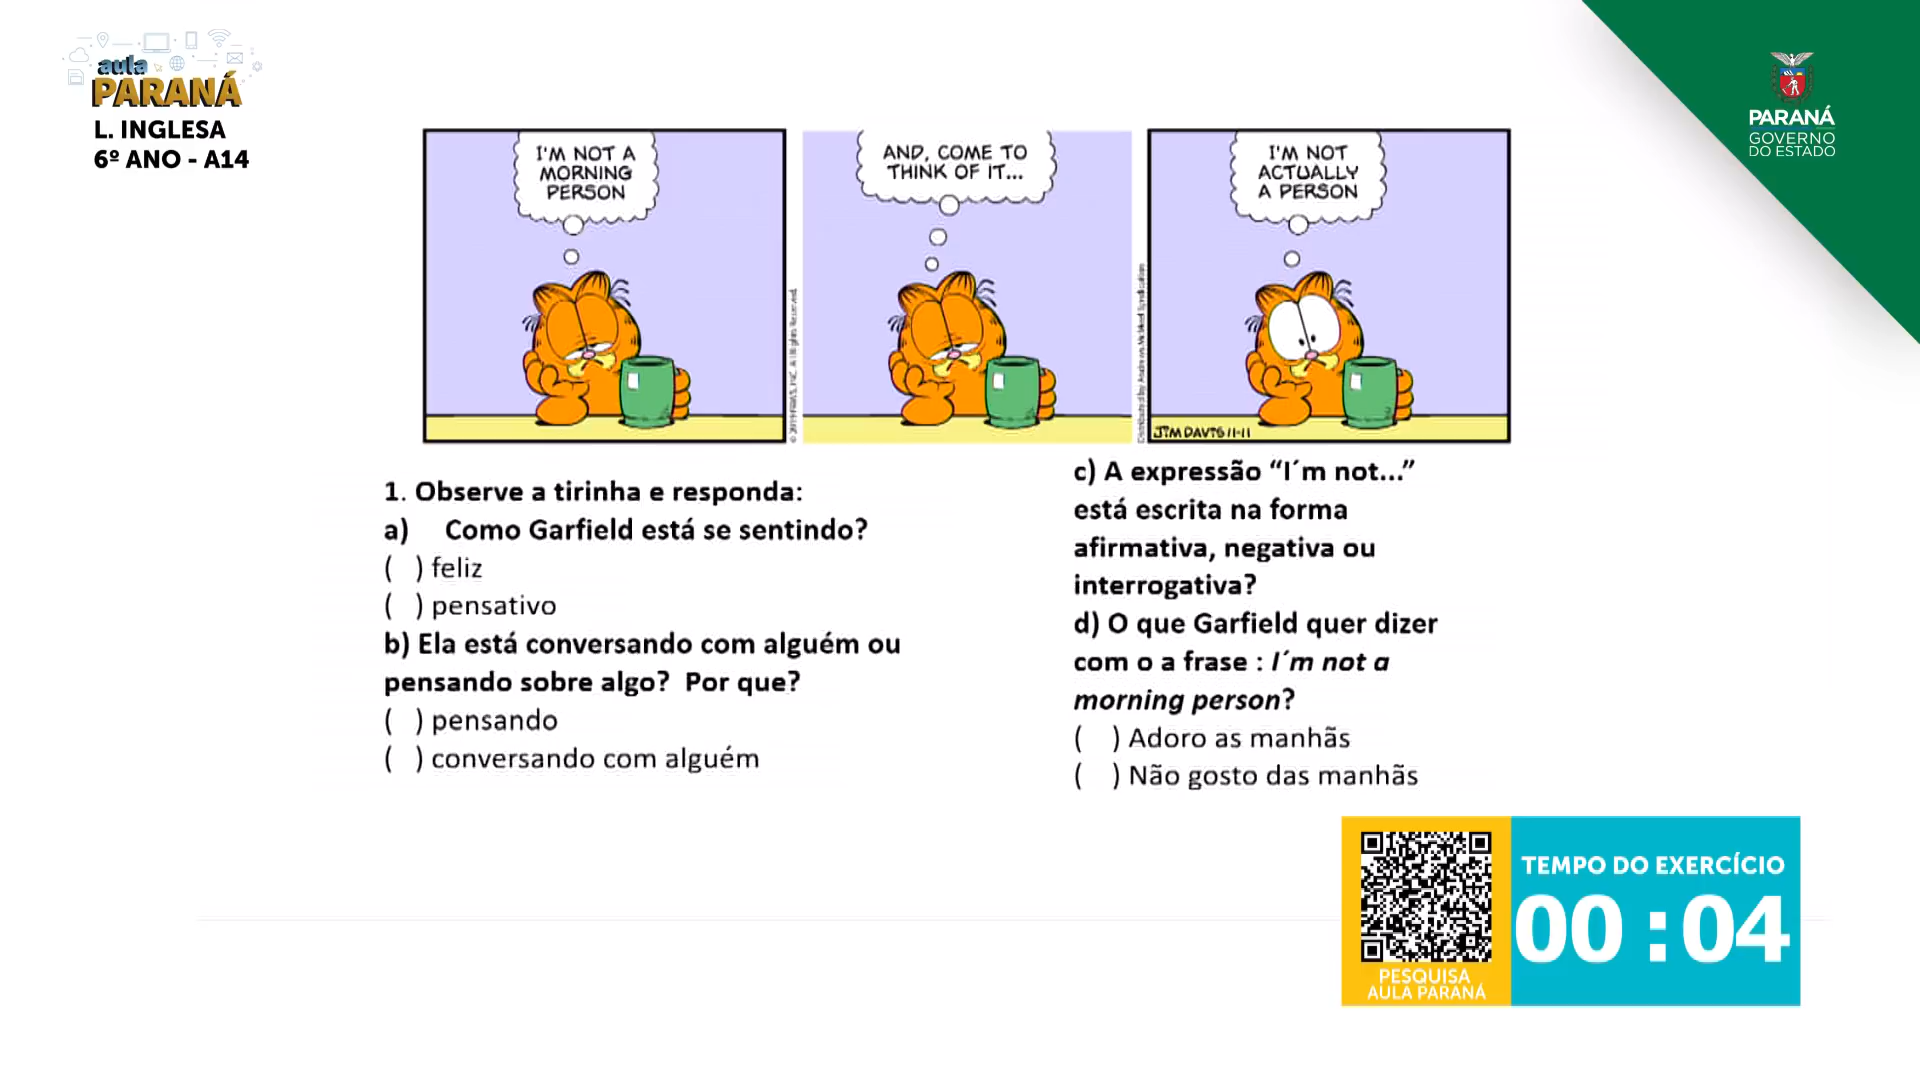 aula
PARANÁ
L. INGLESA
6º ANO - A14
PARANÁ
GOVERNO
DO ESTADO
I'M NOT A
MORNING
PERSON
AND, COME TO
THINK OF IT...
I'M NOT
ACTUALLY
A PERSON
JIM DAVIS 11-11
1. Observe a tirinha e responda:
a) Como Garfield está se sentindo?
( ) feliz
( ) pensativo
b) Ela está conversando com alguém ou
pensando sobre algo? Por que?
( ) pensando
( ) conversando com alguém
c) A expressão “I´m not...”
está escrita na forma
afirmativa, negativa ou
interrogativa?
d) O que Garfield quer dizer
com o a frase : I´m not a
morning person?
( ) Adoro as manhãs
( ) Não gosto das manhãs
PESQUISA
AULA PARANÁ
TEMPO DO EXERCÍCIO
00 : 04